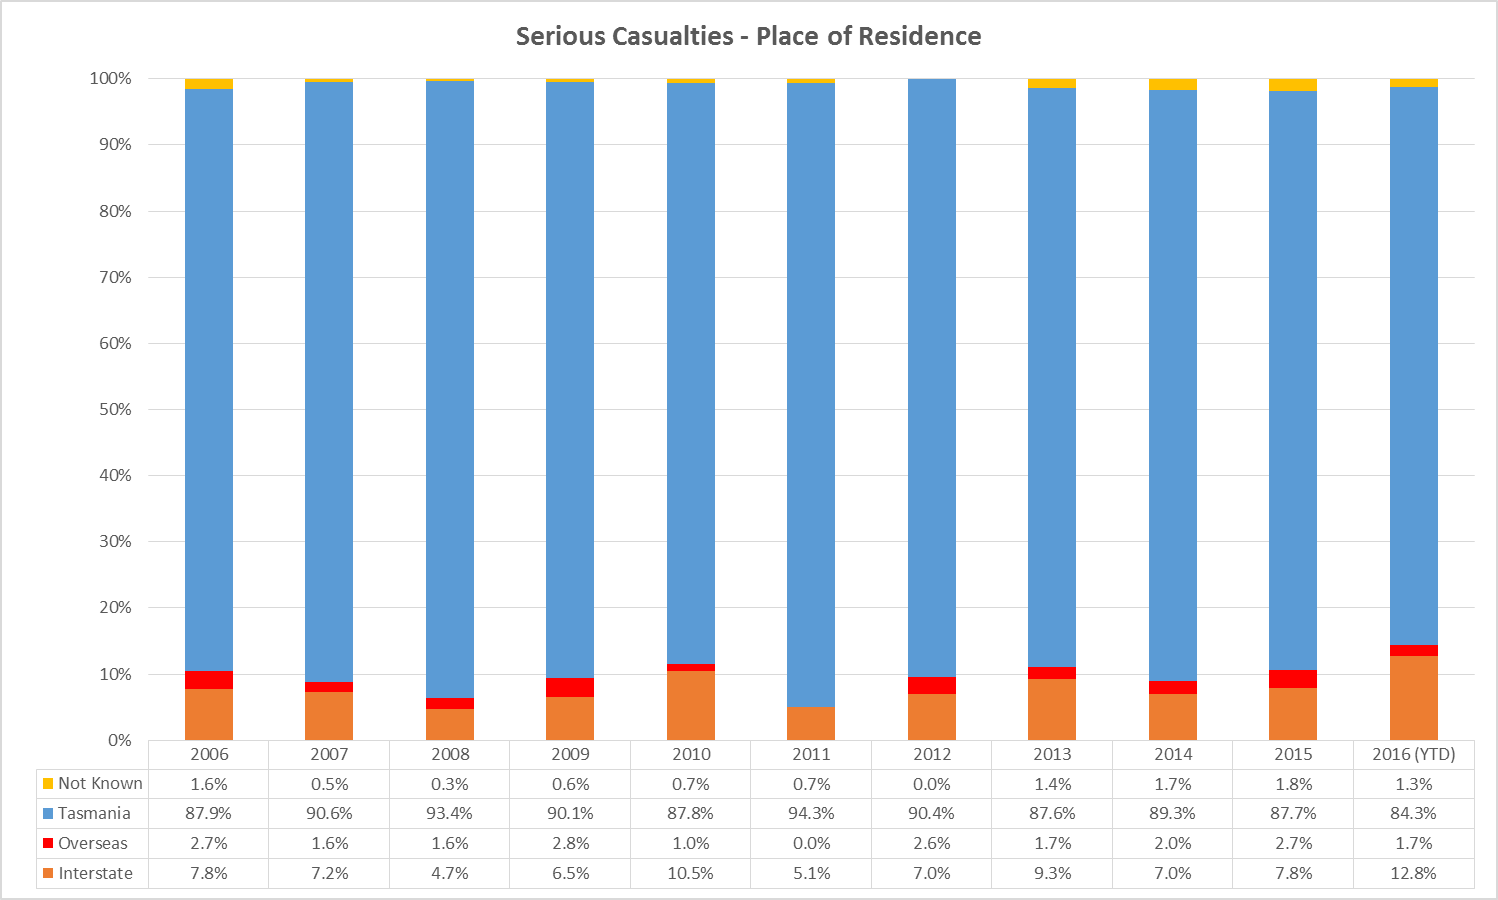 Serious Casualties - Place of Residence
100%
90%
80%
70%
60%
50%
40%
30%
20%
10%
0%
2006 2007 2008 2009 2010 2011 2012 2013 2014 2015 2016 (YTD)
Not Known 1.6% 0.5% 0.3% 0.6% 0.7% 0.7% 0.0% 1.4% 1.7% 1.8% 1.3%
Tasmania 87.9% 90.6% 93.4% 90.1% 87.8% 94.3% 90.4% 87.6% 89.3% 87.7% 84.3%
Overseas 2.7% 1.6% 1.6% 2.8% 1.0% 0.0% 2.6% 1.7% 2.0% 2.7% 1.7%
Interstate 7.8% 7.2% 4.7% 6.5% 10.5% 5.1% 7.0% 9.3% 7.0% 7.8% 12.8%